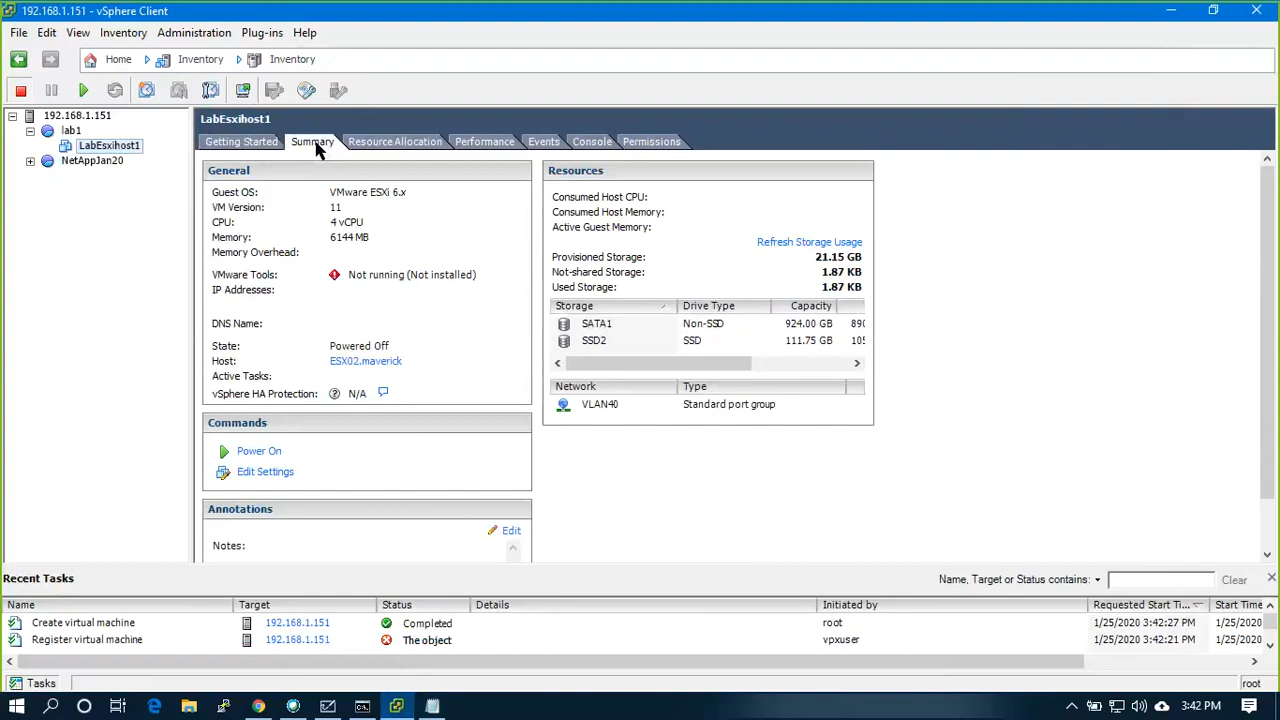 192.168.1.151 - vSphere Client
File Edit View Inventory Administration Plug-ins Help
Home Inventory Inventory
192.168.1.151
lab1
LabEsxihost1
NetAppJan20
LabEsxihost1
Getting Started Summary Resource Allocation Performance Events Console Permissions
General
Guest OS: VMware ESXi 6.x
VM Version: 11
CPU: 4 vCPU
Memory: 6144 MB
Memory Overhead:
VMware Tools: Not running (Not installed)
IP Addresses:
DNS Name:
State: Powered Off
Host: ESX02.maverick
Active Tasks:
vSphere HA Protection: N/A
Commands
Power On
Edit Settings
Annotations
Edit
Notes:
Resources
Consumed Host CPU:
Consumed Host Memory:
Active Guest Memory:
Refresh Storage Usage
Provisioned Storage: 21.15 GB
Not-shared Storage: 1.87 KB
Used Storage: 1.87 KB
Storage Drive Type Capacity
SATA1 Non-SSD 924.00 GB 890
SSD2 SSD 111.75 GB 105
Network Type
VLAN40 Standard port group
Recent Tasks Name, Target or Status contains: Clear
Name Target Status Details Initiated by Requested Start Ti... Start Time
Create virtual machine 192.168.1.151 Completed root 1/25/2020 3:42:27 PM 1/25/2020
Register virtual machine 192.168.1.151 The object vpxuser 1/25/2020 3:42:21 PM 1/25/2020
Tasks root
3:42 PM